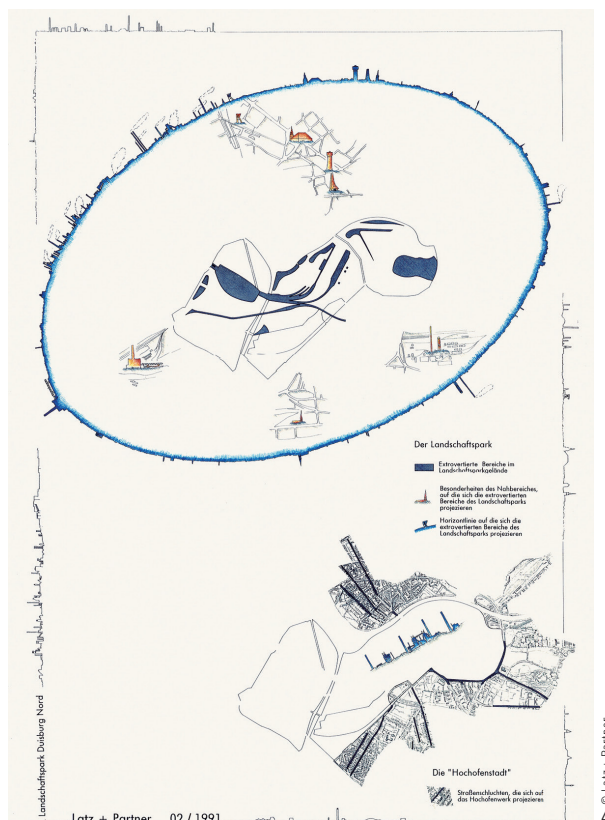 Der Landschaftspark
Extrovertierte Bereiche im
Landschaftsparkgelände
Besonderheiten des Nahbereiches,
auf die sich die extrovertierten
Bereiche des Landschaftsparks
projezieren
Horizontlinie auf die sich die
extrovertierten Bereiche des
Landschaftsparks projezieren
Landschaftspark Duisburg Nord
Die "Hochofenstadt"
Straßenschluchten, die sich auf
das Hochofenwerk projezieren
Latz + Partner 02 / 1991
© Latz + Partner